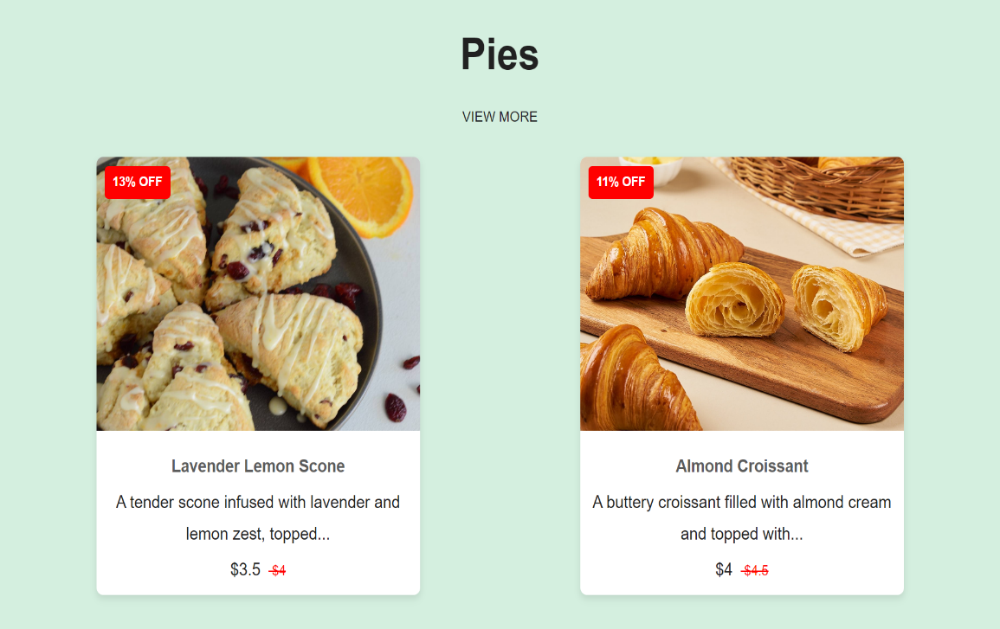 Pies
VIEW MORE
13% OFF
11% OFF
Lavender Lemon Scone
A tender scone infused with lavender and
lemon zest, topped...
$3.5 -$4
Almond Croissant
A buttery croissant filled with almond cream
and topped with...
$4 -$4.5